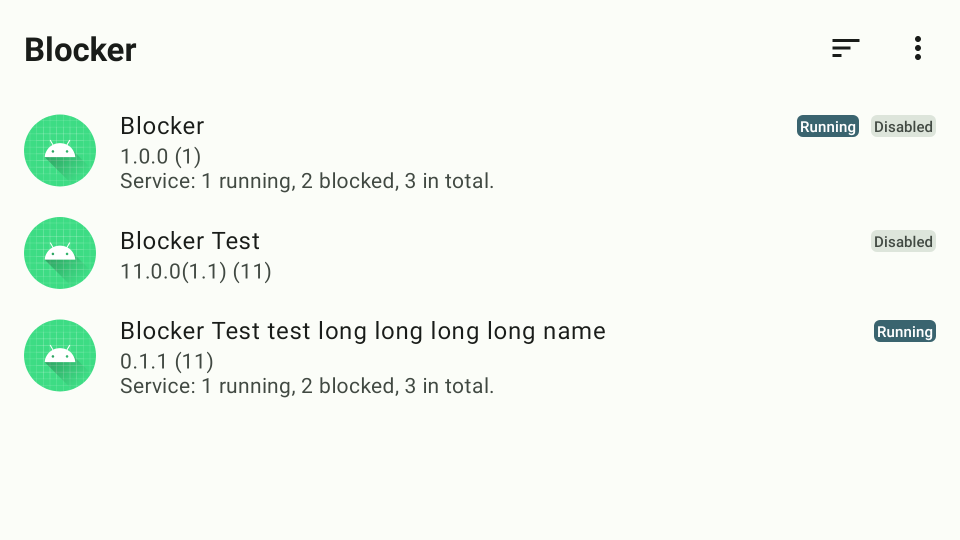 Blocker
Blocker
Running
Disabled
1.0.0 (1)
Service: 1 running, 2 blocked, 3 in total.
Blocker Test
Disabled
11.0.0(1.1) (11)
Blocker Test test long long long long name
Running
0.1.1 (11)
Service: 1 running, 2 blocked, 3 in total.